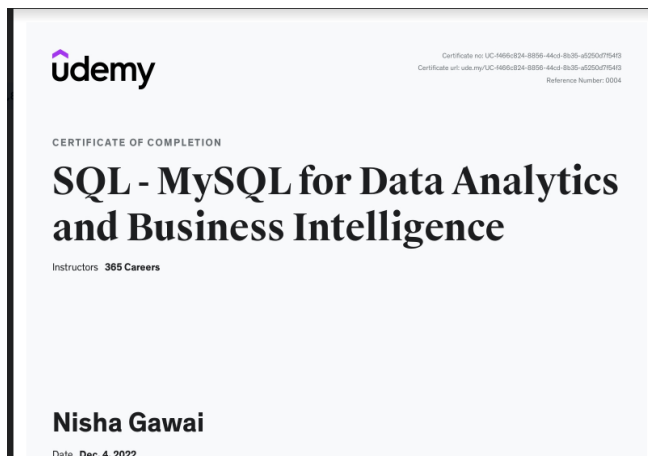 ûdemy
Certificate no: UC-f466c824-8856-44cd-8b35-a5250d7f54f3
Certificate url: ude.my/UC-f466c824-8856-44cd-8b35-a5250d7f54f3
Reference Number: 0004
CERTIFICATE OF COMPLETION
SQL - MySQL for Data Analytics
and Business Intelligence
Instructors 365 Careers
Nisha Gawai
Date Dec. 4, 2022